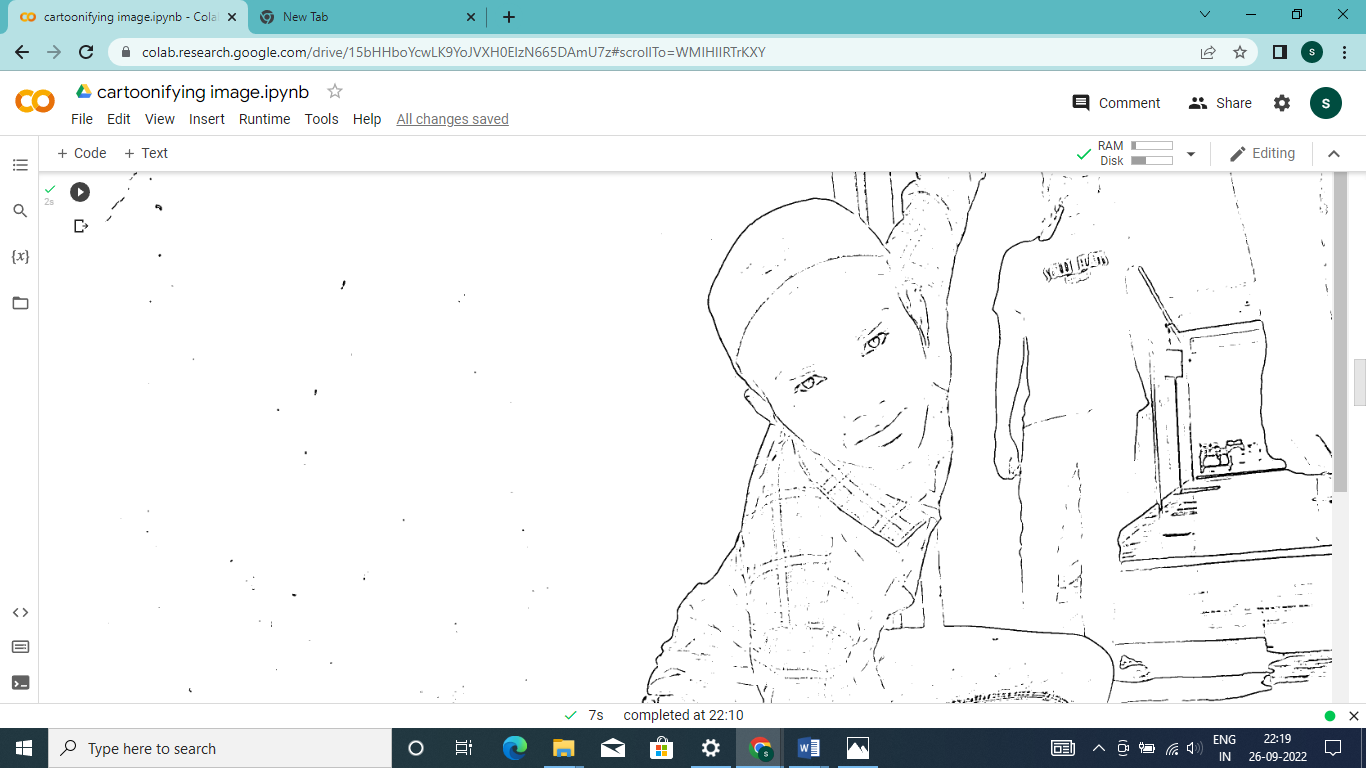 cartoonifying image.ipynb - Cola
New Tab
colab.research.google.com/drive/15bHHboYcwLK9YoJVXH0EIzN665DAmU7z#scrollTo=WMIHIIRTrKXY
S
cartoonifying image.ipynb
File Edit View Insert Runtime Tools Help All changes saved
Comment Share S
+ Code + Text
RAM
Disk
Editing
2s
{x}
7s completed at 22:10
Type here to search
ENG
IN
22:19
26-09-2022